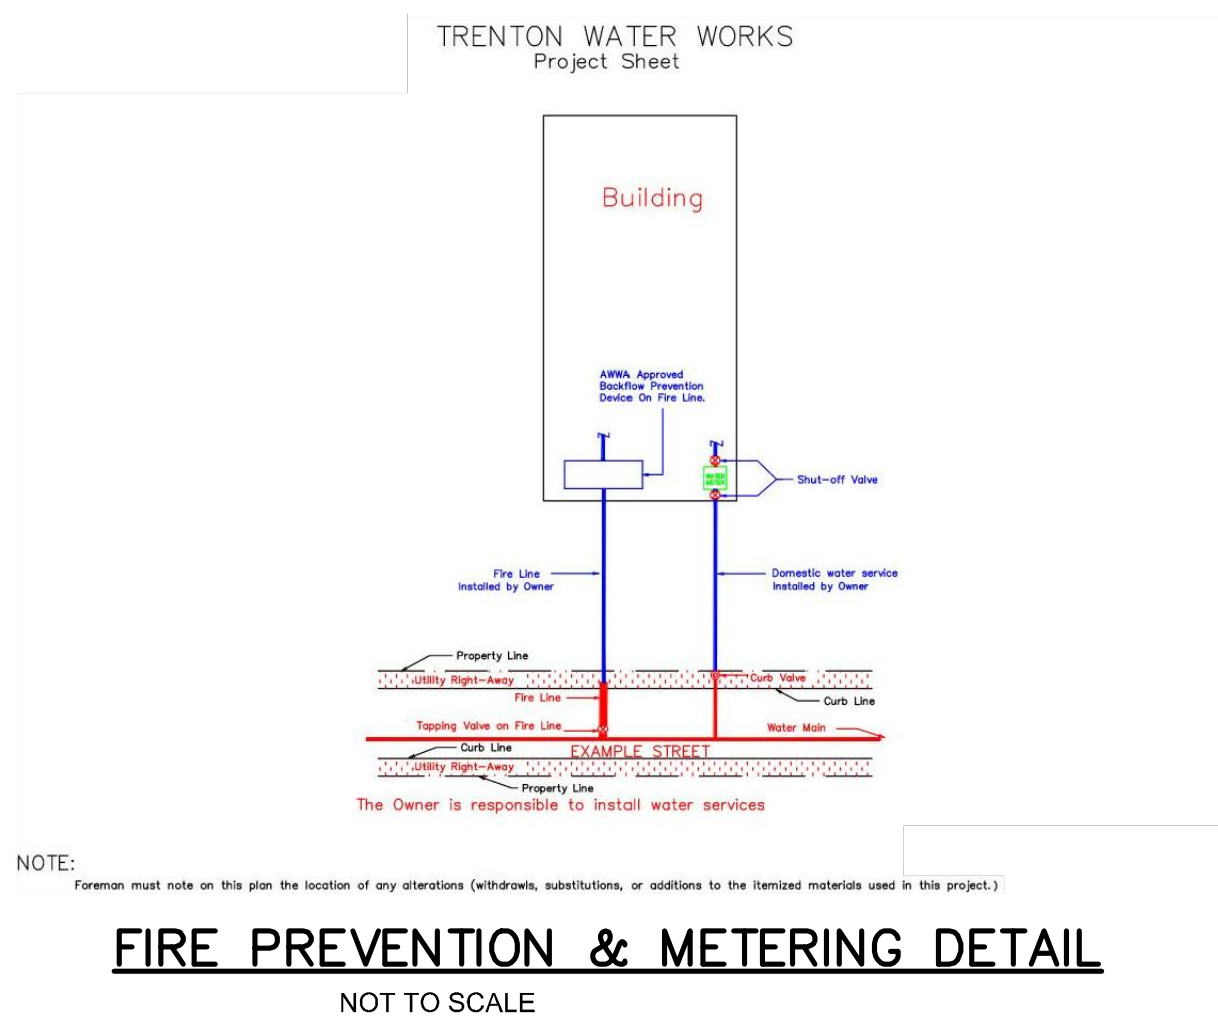 TRENTON WATER WORKS
Project Sheet
Building
AWWA Approved
Backflow Prevention
Device On Fire Line.
WATER
METER
Shut-off Valve
Fire Line
Installed by Owner
Domestic water service
Installed by Owner
Property Line
Utility Right-Away
Curb Valve
Fire Line
Curb Line
Tapping Valve on Fire Line
Water Main
Curb Line
EXAMPLE STREET
Utility Right-Away
Property Line
The Owner is responsible to install water services
NOTE:
Foreman must note on this plan the location of any alterations (withdrawls, substitutions, or additions to the itemized materials used in this project.)
FIRE PREVENTION & METERING DETAIL
NOT TO SCALE